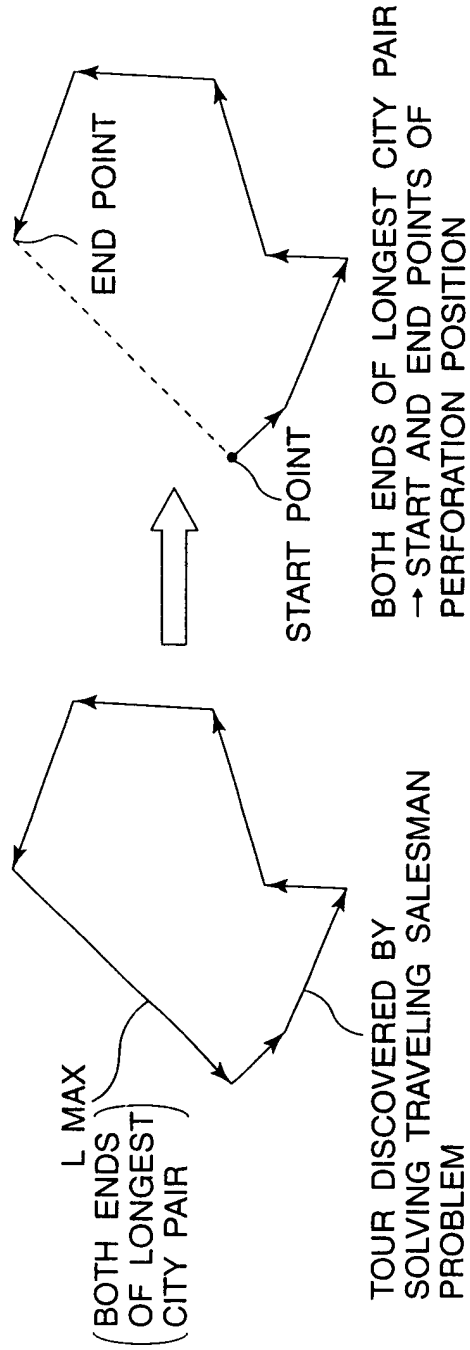 L MAX
BOTH ENDS
OF LONGEST
CITY PAIR
TOUR DISCOVERED BY
SOLVING TRAVELING SALESMAN
PROBLEM
END POINT
START POINT
BOTH ENDS OF LONGEST CITY PAIR
→ START AND END POINTS OF
PERFORATION POSITION